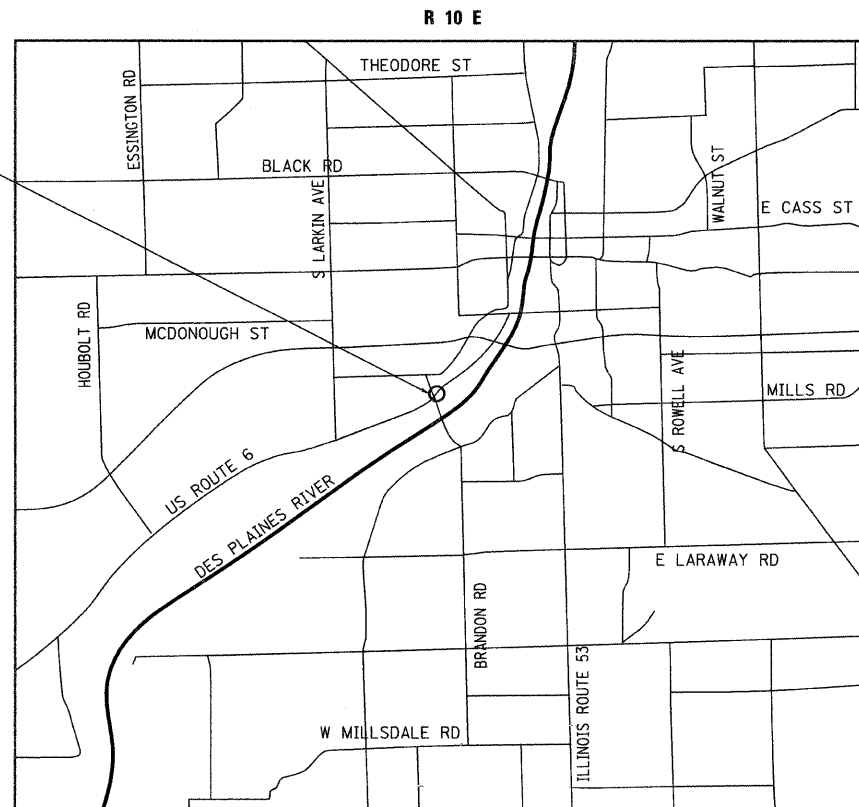 R 10 E
THEODORE ST
ESSINGTON RD
BLACK RD
S LARKIN AVE
WALNUT ST
E CASS ST
HOUBOLT RD
MCDONOUGH ST
S ROWELL AVE
MILLS RD
US ROUTE 6
DES PLAINES RIVER
E LARAWAY RD
BRANDON RD
ILLINOIS ROUTE 53
W MILLSDALE RD